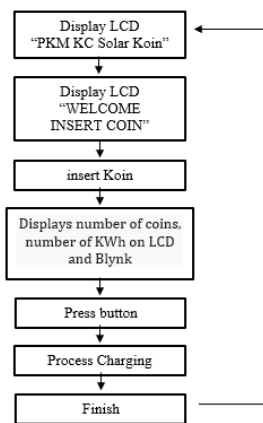 Display LCD
“PKM KC Solar Koin”
Display LCD
“WELCOME
INSERT COIN”
insert Koin
Displays number of coins,
number of KWh on LCD
and Blynk
Press button
Process Charging
Finish